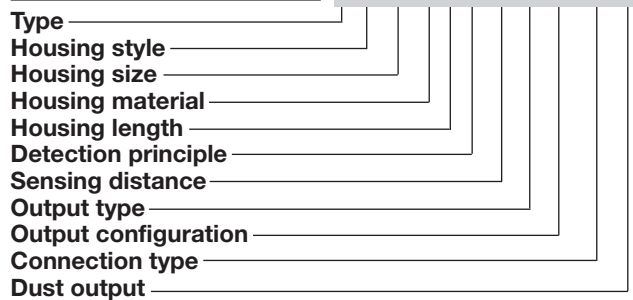 Type
Housing style
Housing size
Housing material
Housing length
Detection principle
Sensing distance
Output type
Output configuration
Connection type
Dust output